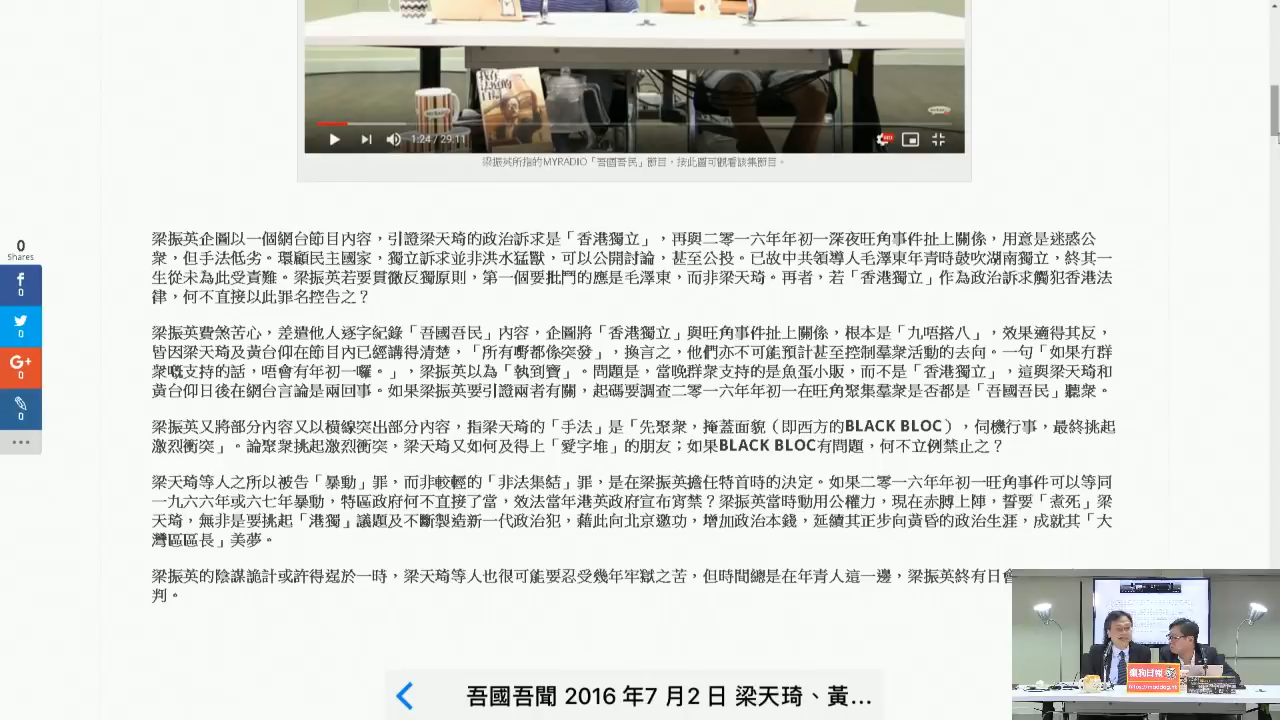 1:24 / 29:11
梁振英所指的MYRADIO「吾國吾民」節目，按此圖可觀看該集節目。
0
Shares
0
0
0
0
梁振英企圖以一個網台節目內容，引證梁天琦的政治訴求是「香港獨立」，再與二零一六年年初一深夜旺角事件扯上關係，用意是迷惑公
眾，但手法低劣。環顧民主國家，獨立訴求並非洪水猛獸，可以公開討論，甚至公投。已故中共領導人毛澤東年青時鼓吹湖南獨立，終其一
生從未為此受責難。梁振英若要貫徹反獨原則，第一個要批鬥的應是毛澤東，而非梁天琦。再者，若「香港獨立」作為政治訴求觸犯香港法
律，何不直接以此罪名控告之？
梁振英費煞苦心，差遣他人逐字紀錄「吾國吾民」內容，企圖將「香港獨立」與旺角事件扯上關係，根本是「九唔搭八」，效果適得其反，
皆因梁天琦及黃台仰在節目內已經講得清楚，「所有嘢都係突發」，換言之，他們亦不可能預計甚至控制羣衆活動的去向。一句「如果冇群
衆嘅支持的話，唔會有年初一囉。」，梁振英以為「執到寶」。問題是，當晚群衆支持的是魚蛋小販，而不是「香港獨立」，這與梁天琦和
黃台仰日後在網台言論是兩回事。如果梁振英要引證兩者有關，起碼要調查二零一六年年初一在旺角聚集羣衆是否都是「吾國吾民」聽衆。
梁振英又將部分內容又以橫線突出部分內容，指梁天琦的「手法」是「先聚衆，掩蓋面貌（即西方的BLACK BLOC），伺機行事，最終挑起
激烈衝突」。論聚衆挑起激烈衝突，梁天琦又如何及得上「愛字堆」的朋友；如果BLACK BLOC有問題，何不立例禁止之？
梁天琦等人之所以被告「暴動」罪，而非較輕的「非法集結」罪，是在梁振英擔任特首時的決定。如果二零一六年年初一旺角事件可以等同
一九六六年或六七年暴動，特區政府何不直接了當，效法當年港英政府宣布宵禁？梁振英當時動用公權力，現在赤膊上陣，誓要「煮死」梁
天琦，無非是要挑起「港獨」議題及不斷製造新一代政治犯，藉此向北京邀功，增加政治本錢，延續其正步向黃昏的政治生涯，成就其「大
灣區區長」美夢。
梁振英的陰謀詭計或許得逞於一時，梁天琦等人也很可能要忍受幾年牢獄之苦，但時間總是在年青人這一邊，梁振英終有日會
判。
瘋狗日報
吾國吾聞 2016 年7 月2 日 梁天琦、黃...